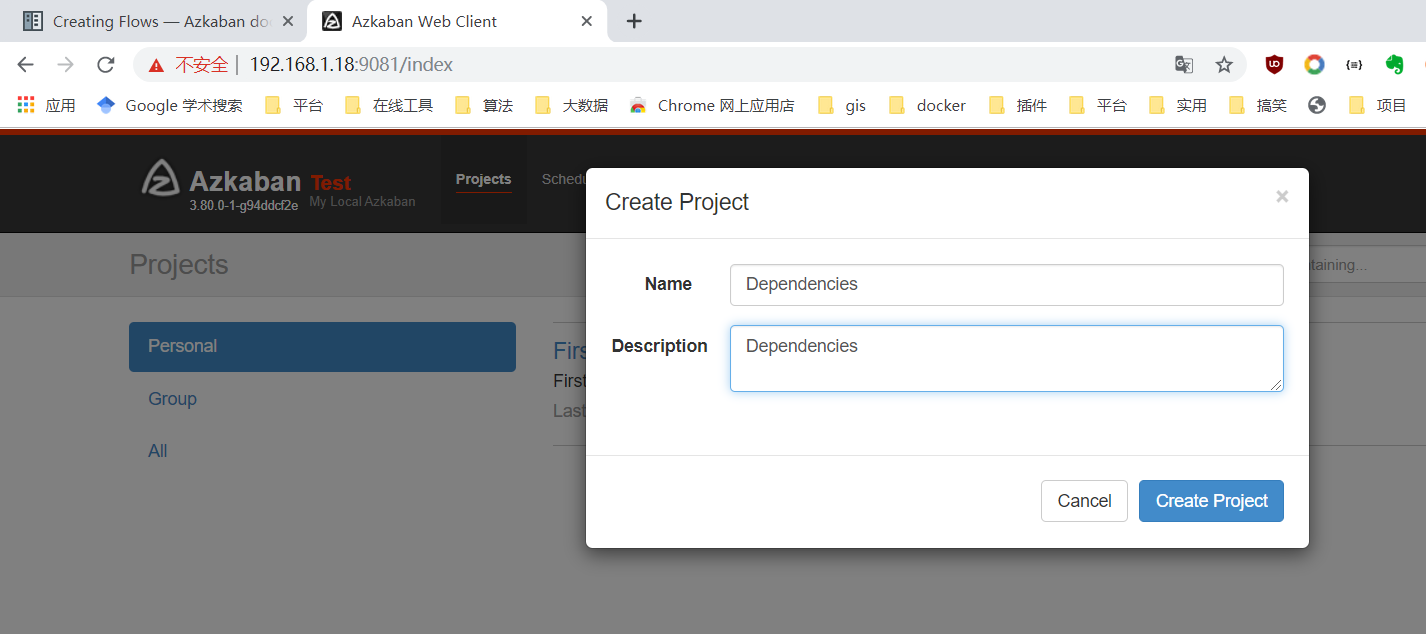 Creating Flows — Azkaban do
Azkaban Web Client
不安全 | 192.168.1.18:9081/index
应用 Google 学术搜索 平台 在线工具 算法 大数据 Chrome 网上应用店 gis docker 插件 平台 实用 搞笑 项目
Azkaban Test
3.80.0-1-g94ddcf2e My Local Azkaban
Projects Schedu
Projects
taining...
Personal
Group
All
Firs
First
Last
Create Project ×
Name Dependencies
Description Dependencies
Cancel Create Project